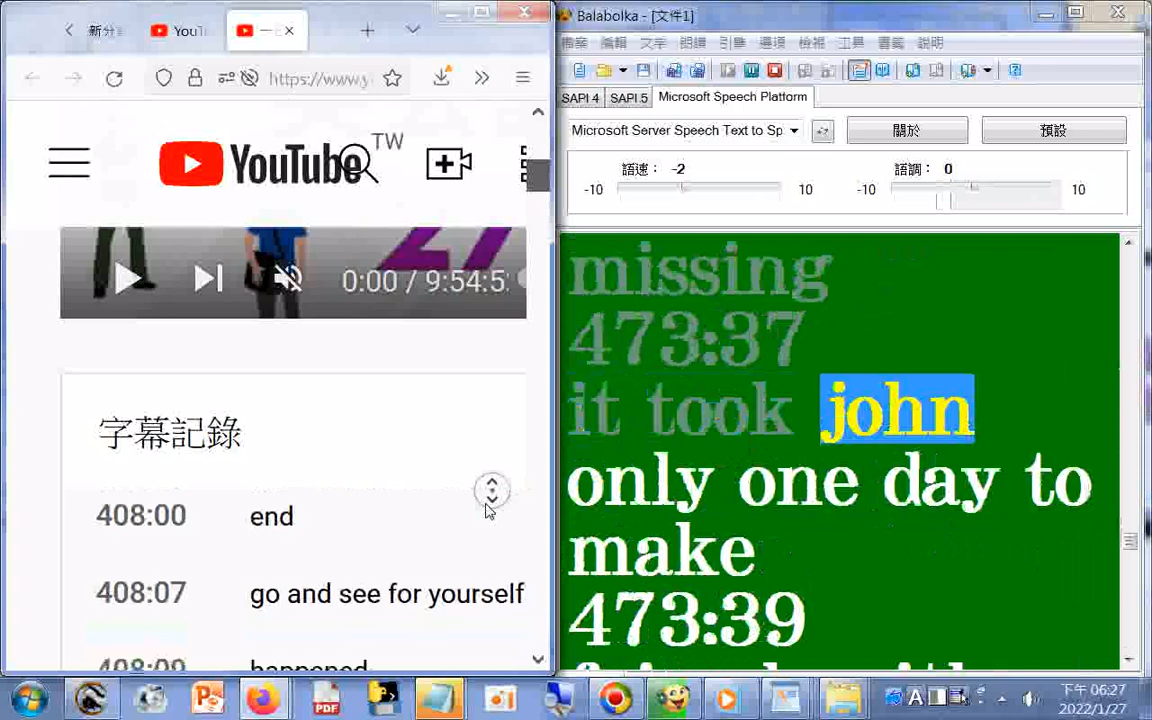 新分
YouT
Balabolka - [文件1]
檔案 編輯 文字 朗讀 引擎 選項 檢視 工具 書籤 說明
https://www.y
SAPI 4 SAPI 5 Microsoft Speech Platform
Microsoft Server Speech Text to Sp
關於
預設
YouTube TW
語速： -2
語調： 0
-10 10
-10 10
27
0:00 / 9:54:5
字幕記錄
408:00 end
408:07 go and see for yourself
408:09 happened
missing
473:37
it took john
only one day to
make
473:39
PDF
A
下午 06:27
2022/1/27